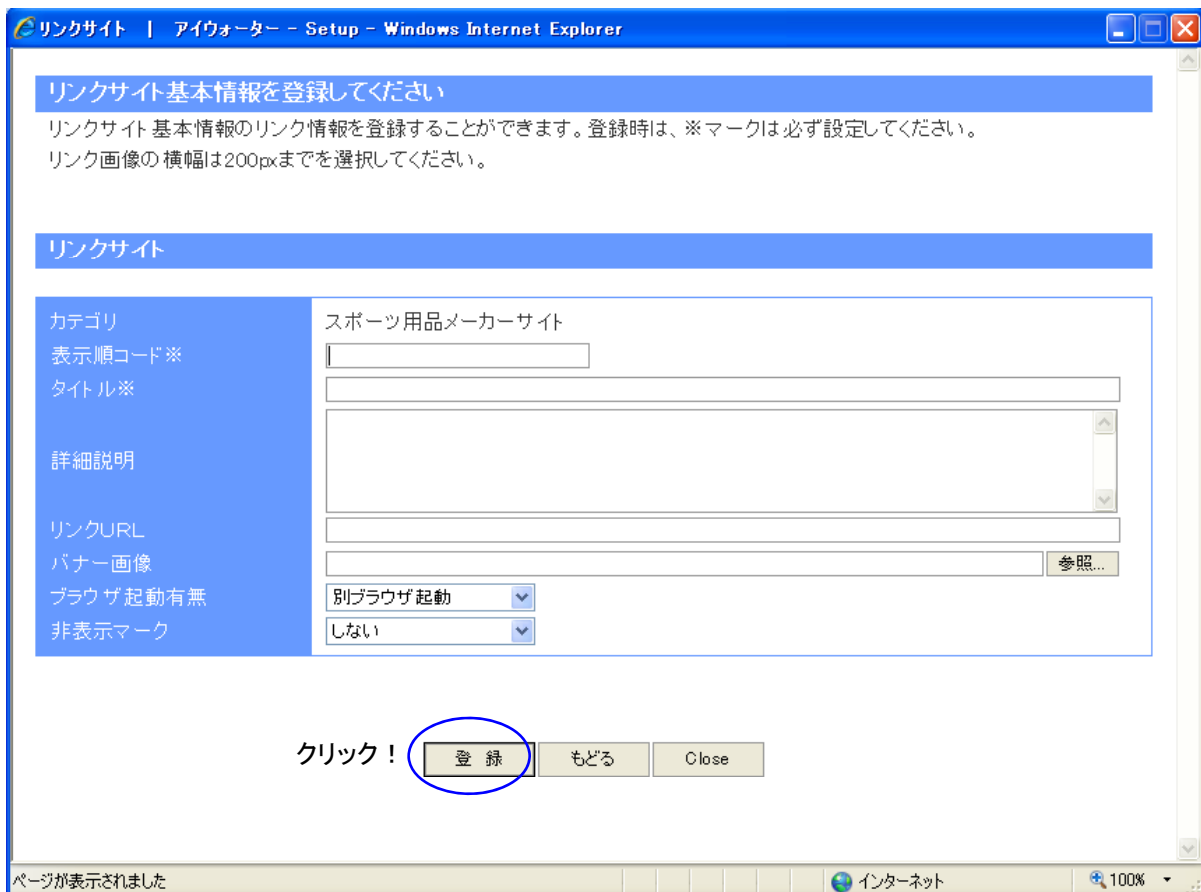 リンクサイト | アイウォーター - Setup - Windows Internet Explorer
リンクサイト基本情報を登録してください
リンクサイト基本情報のリンク情報を登録することができます。登録時は、※マークは必ず設定してください。
リンク画像の横幅は200pxまでを選択してください。
リンクサイト
カテゴリ スポーツ用品メーカーサイト
表示順コード※
タイトル※
詳細説明
リンクURL
バナー画像 参照...
ブラウザ起動有無 別ブラウザ起動
非表示マーク しない
クリック! 登 録 もどる Close
ページが表示されました インターネット 100%